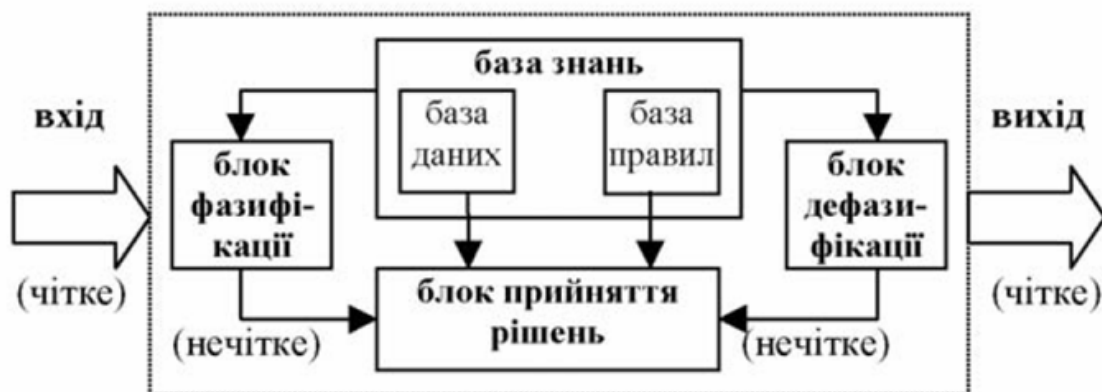 база знань
вхід
база
даних
база
правил
вихід
блок
фазифі-
кації
блок
дефази-
фікації
(чітке)
блок прийняття
рішень
(чітке)
(нечітке)
(нечітке)